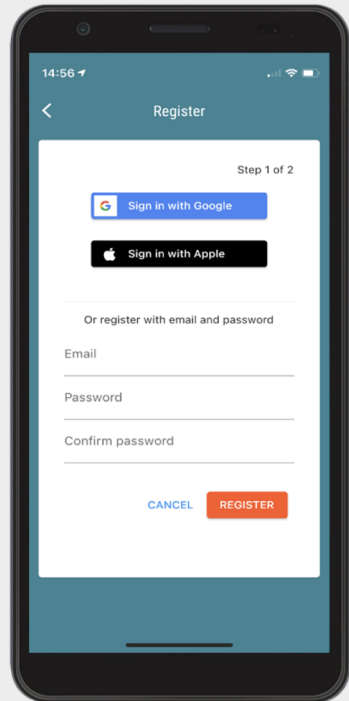 14:56
Register
Step 1 of 2
Sign in with Google
Sign in with Apple
Or register with email and password
Email
Password
Confirm password
CANCEL REGISTER